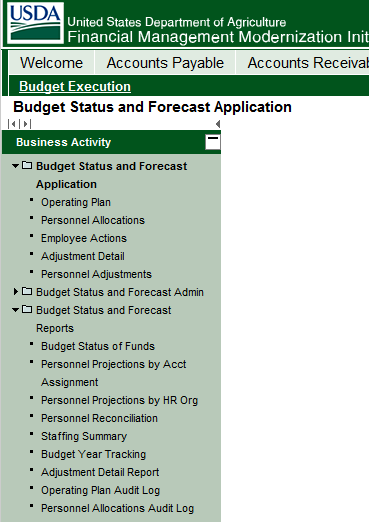 USDA
United States Department of Agriculture
Financial Management Modernization Init
Welcome Accounts Payable Accounts Receivab
Budget Execution
Budget Status and Forecast Application
Business Activity
Budget Status and Forecast
Application
Operating Plan
Personnel Allocations
Employee Actions
Adjustment Detail
Personnel Adjustments
Budget Status and Forecast Admin
Budget Status and Forecast
Reports
Budget Status of Funds
Personnel Projections by Acct
Assignment
Personnel Projections by HR Org
Personnel Reconciliation
Staffing Summary
Budget Year Tracking
Adjustment Detail Report
Operating Plan Audit Log
Personnel Allocations Audit Log